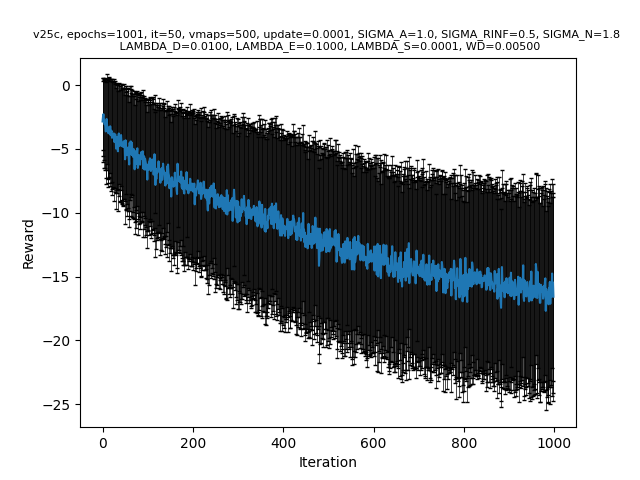 v25c, epochs=1001, it=50, vmaps=500, update=0.0001, SIGMA_A=1.0, SIGMA_RINF=0.5, SIGMA_N=1.8
LAMBDA_D=0.0100, LAMBDA_E=0.1000, LAMBDA_S=0.0001, WD=0.00500
0
−5
−10
−15
−20
−25
Reward
0 200 400 600 800 1000
Iteration